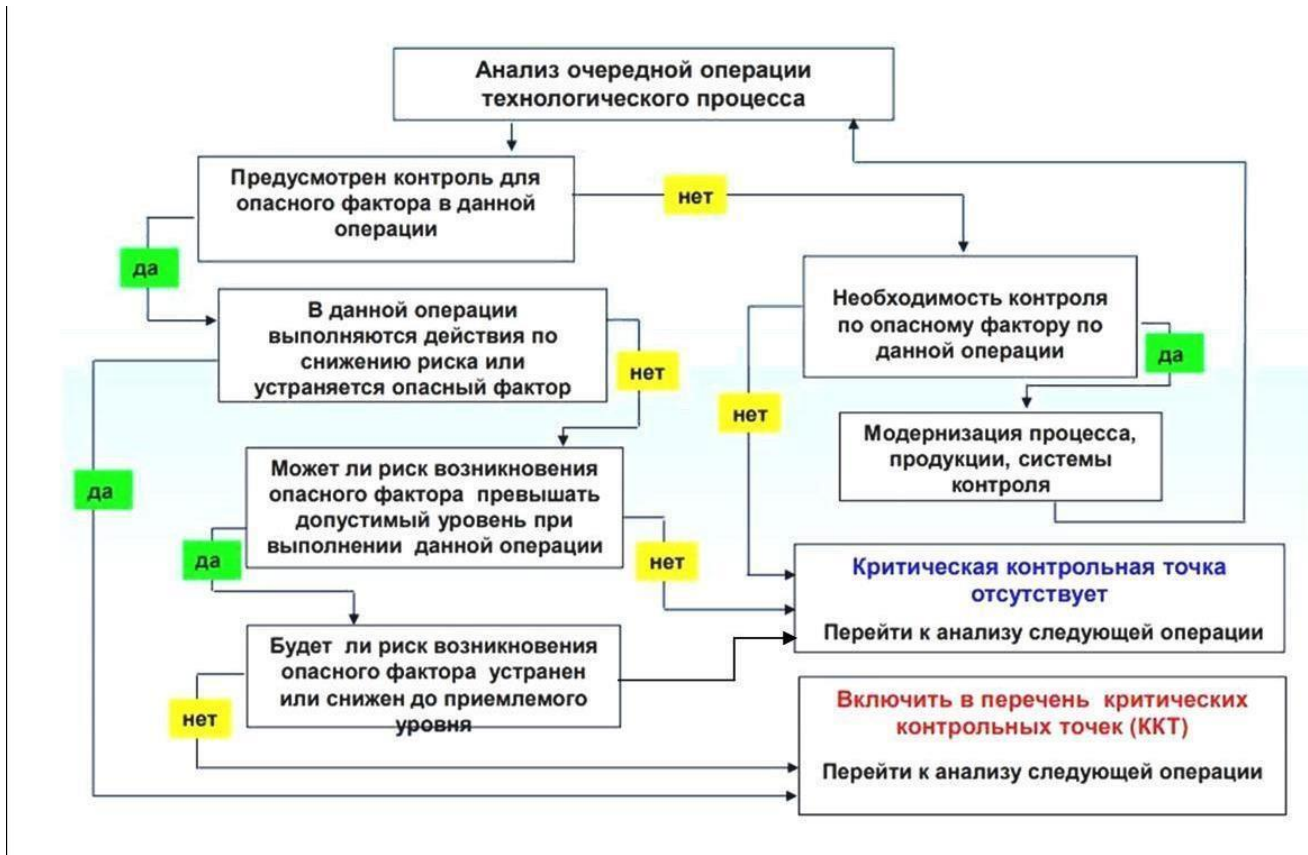 Анализ очередной операции
технологического процесса
Предусмотрен контроль для
опасного фактора в данной
операции
нет
да
Необходимость контроля
по опасному фактору по
данной операции
В данной операции
выполняются действия по
снижению риска или
устраняется опасный фактор
нет
да
нет
Модернизация процесса,
продукции, системы
контроля
Может ли риск возникновения
опасного фактора превышать
допустимый уровень при
выполнении данной операции
да
да
нет
Критическая контрольная точка
отсутствует
Перейти к анализу следующей операции
Будет ли риск возникновения
опасного фактора устранен
или снижен до приемлемого
уровня
нет
Включить в перечень критических
контрольных точек (ККТ)
Перейти к анализу следующей операции